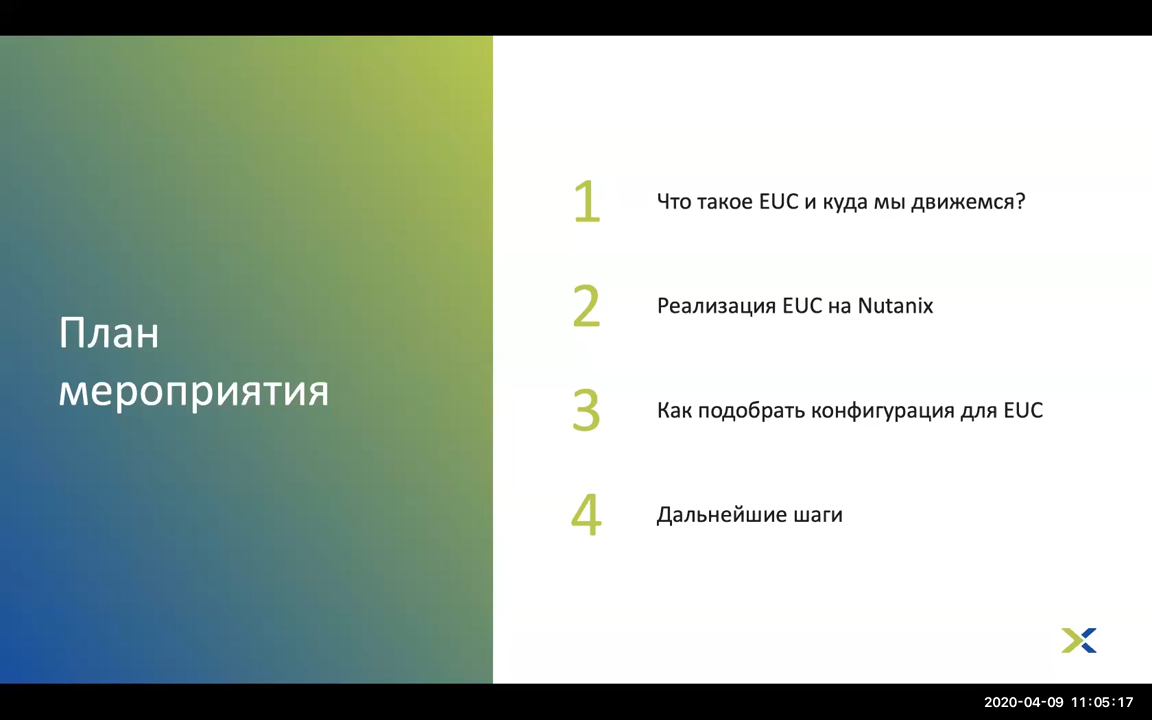 План
мероприятия
1 Что такое EUC и куда мы движемся?
2 Реализация EUC на Nutanix
3 Как подобрать конфигурация для EUC
4 Дальнейшие шаги
2020-04-09 11:05:17